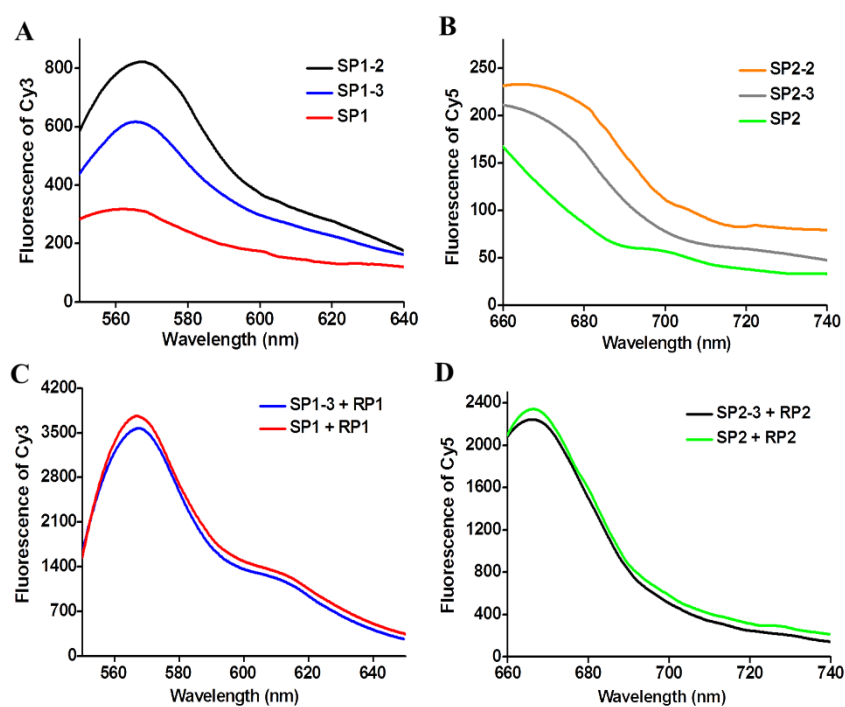 A
Fluorescence of Cy3
800
600
400
200
0
SP1-2
SP1-3
SP1
560 580 600 620 640
Wavelength (nm)
B
Fluorescence of Cy5
250
200
150
100
50
0
SP2-2
SP2-3
SP2
660 680 700 720 740
Wavelength (nm)
C
Fluorescence of Cy3
4200
3500
2800
2100
1400
700
0
SP1-3 + RP1
SP1 + RP1
560 580 600 620 640
Wavelength (nm)
D
Fluorescence of Cy5
2400
2000
1600
1200
800
400
0
SP2-3 + RP2
SP2 + RP2
660 680 700 720 740
Wavelength (nm)